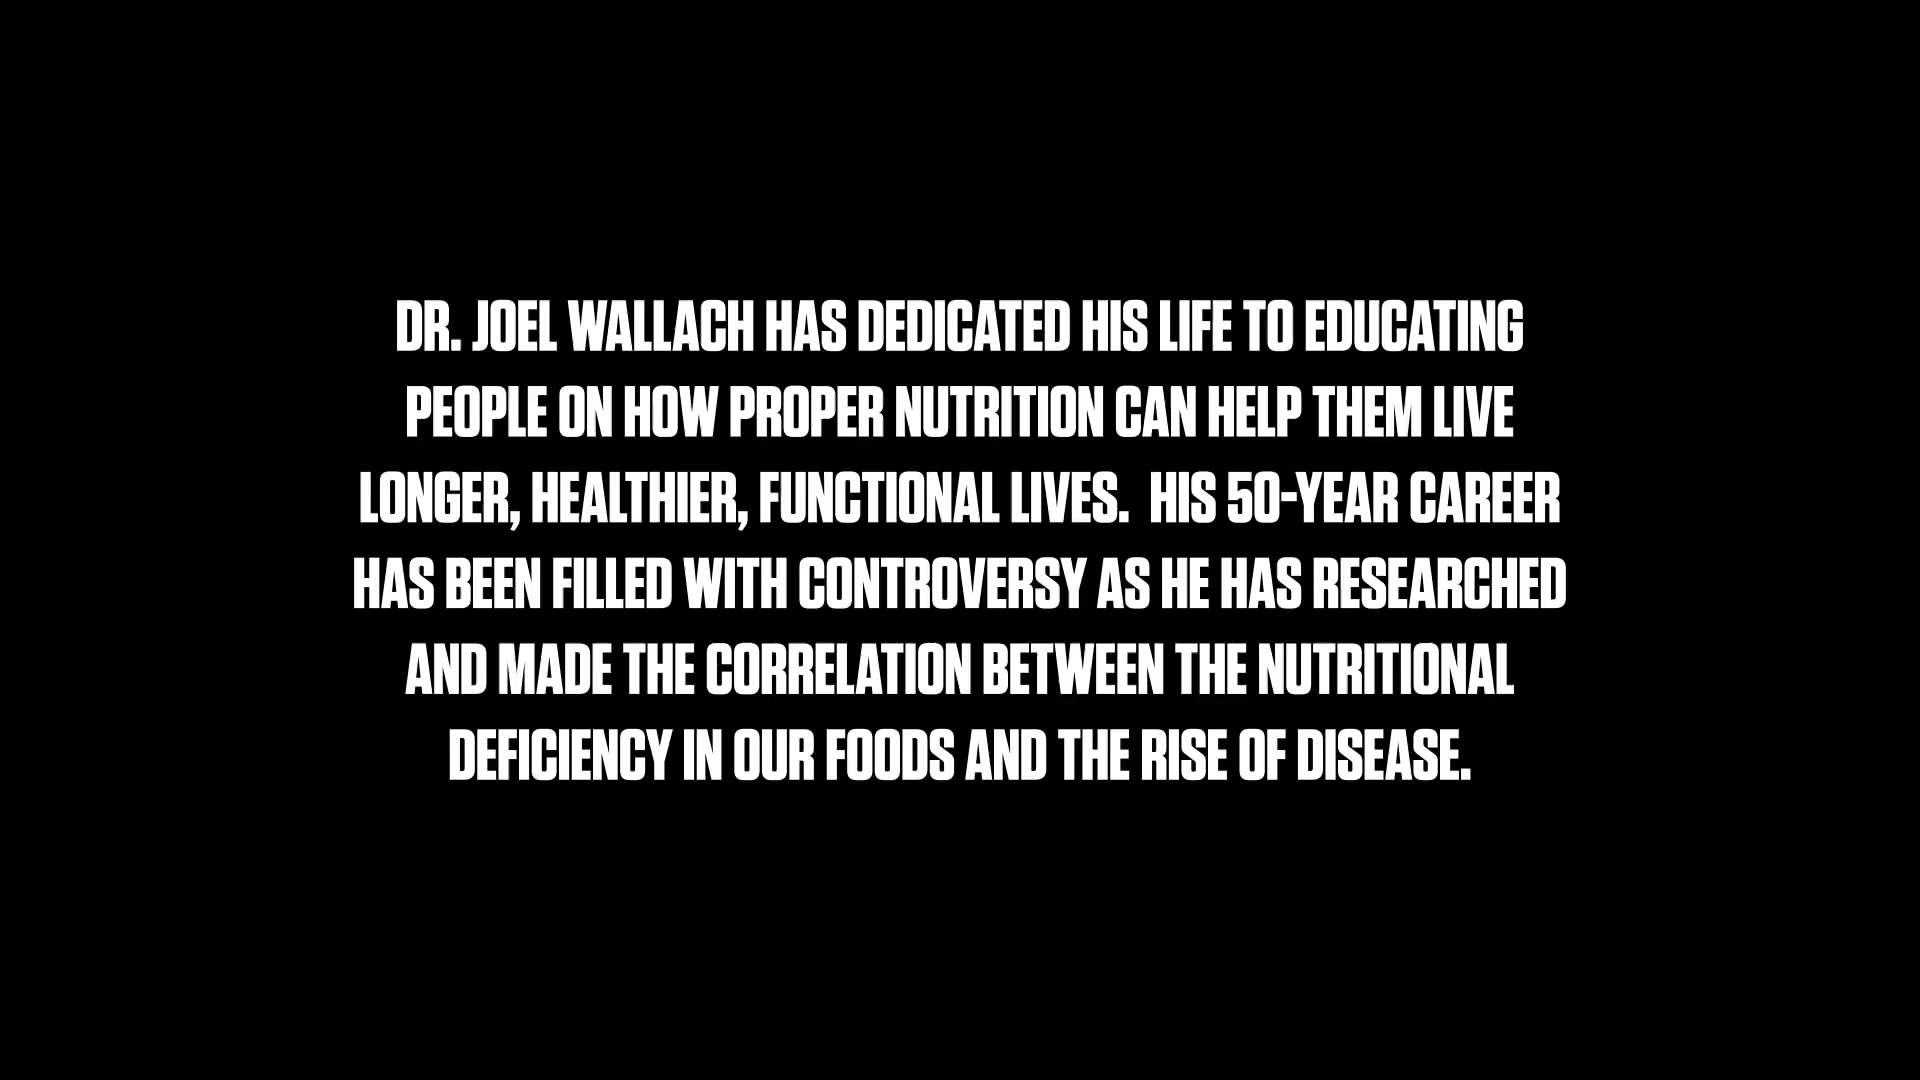 DR. JOEL WALLACH HAS DEDICATED HIS LIFE TO EDUCATING
PEOPLE ON HOW PROPER NUTRITION CAN HELP THEM LIVE
LONGER, HEALTHIER, FUNCTIONAL LIVES.  HIS 50-YEAR CAREER
HAS BEEN FILLED WITH CONTROVERSY AS HE HAS RESEARCHED
AND MADE THE CORRELATION BETWEEN THE NUTRITIONAL
DEFICIENCY IN OUR FOODS AND THE RISE OF DISEASE.